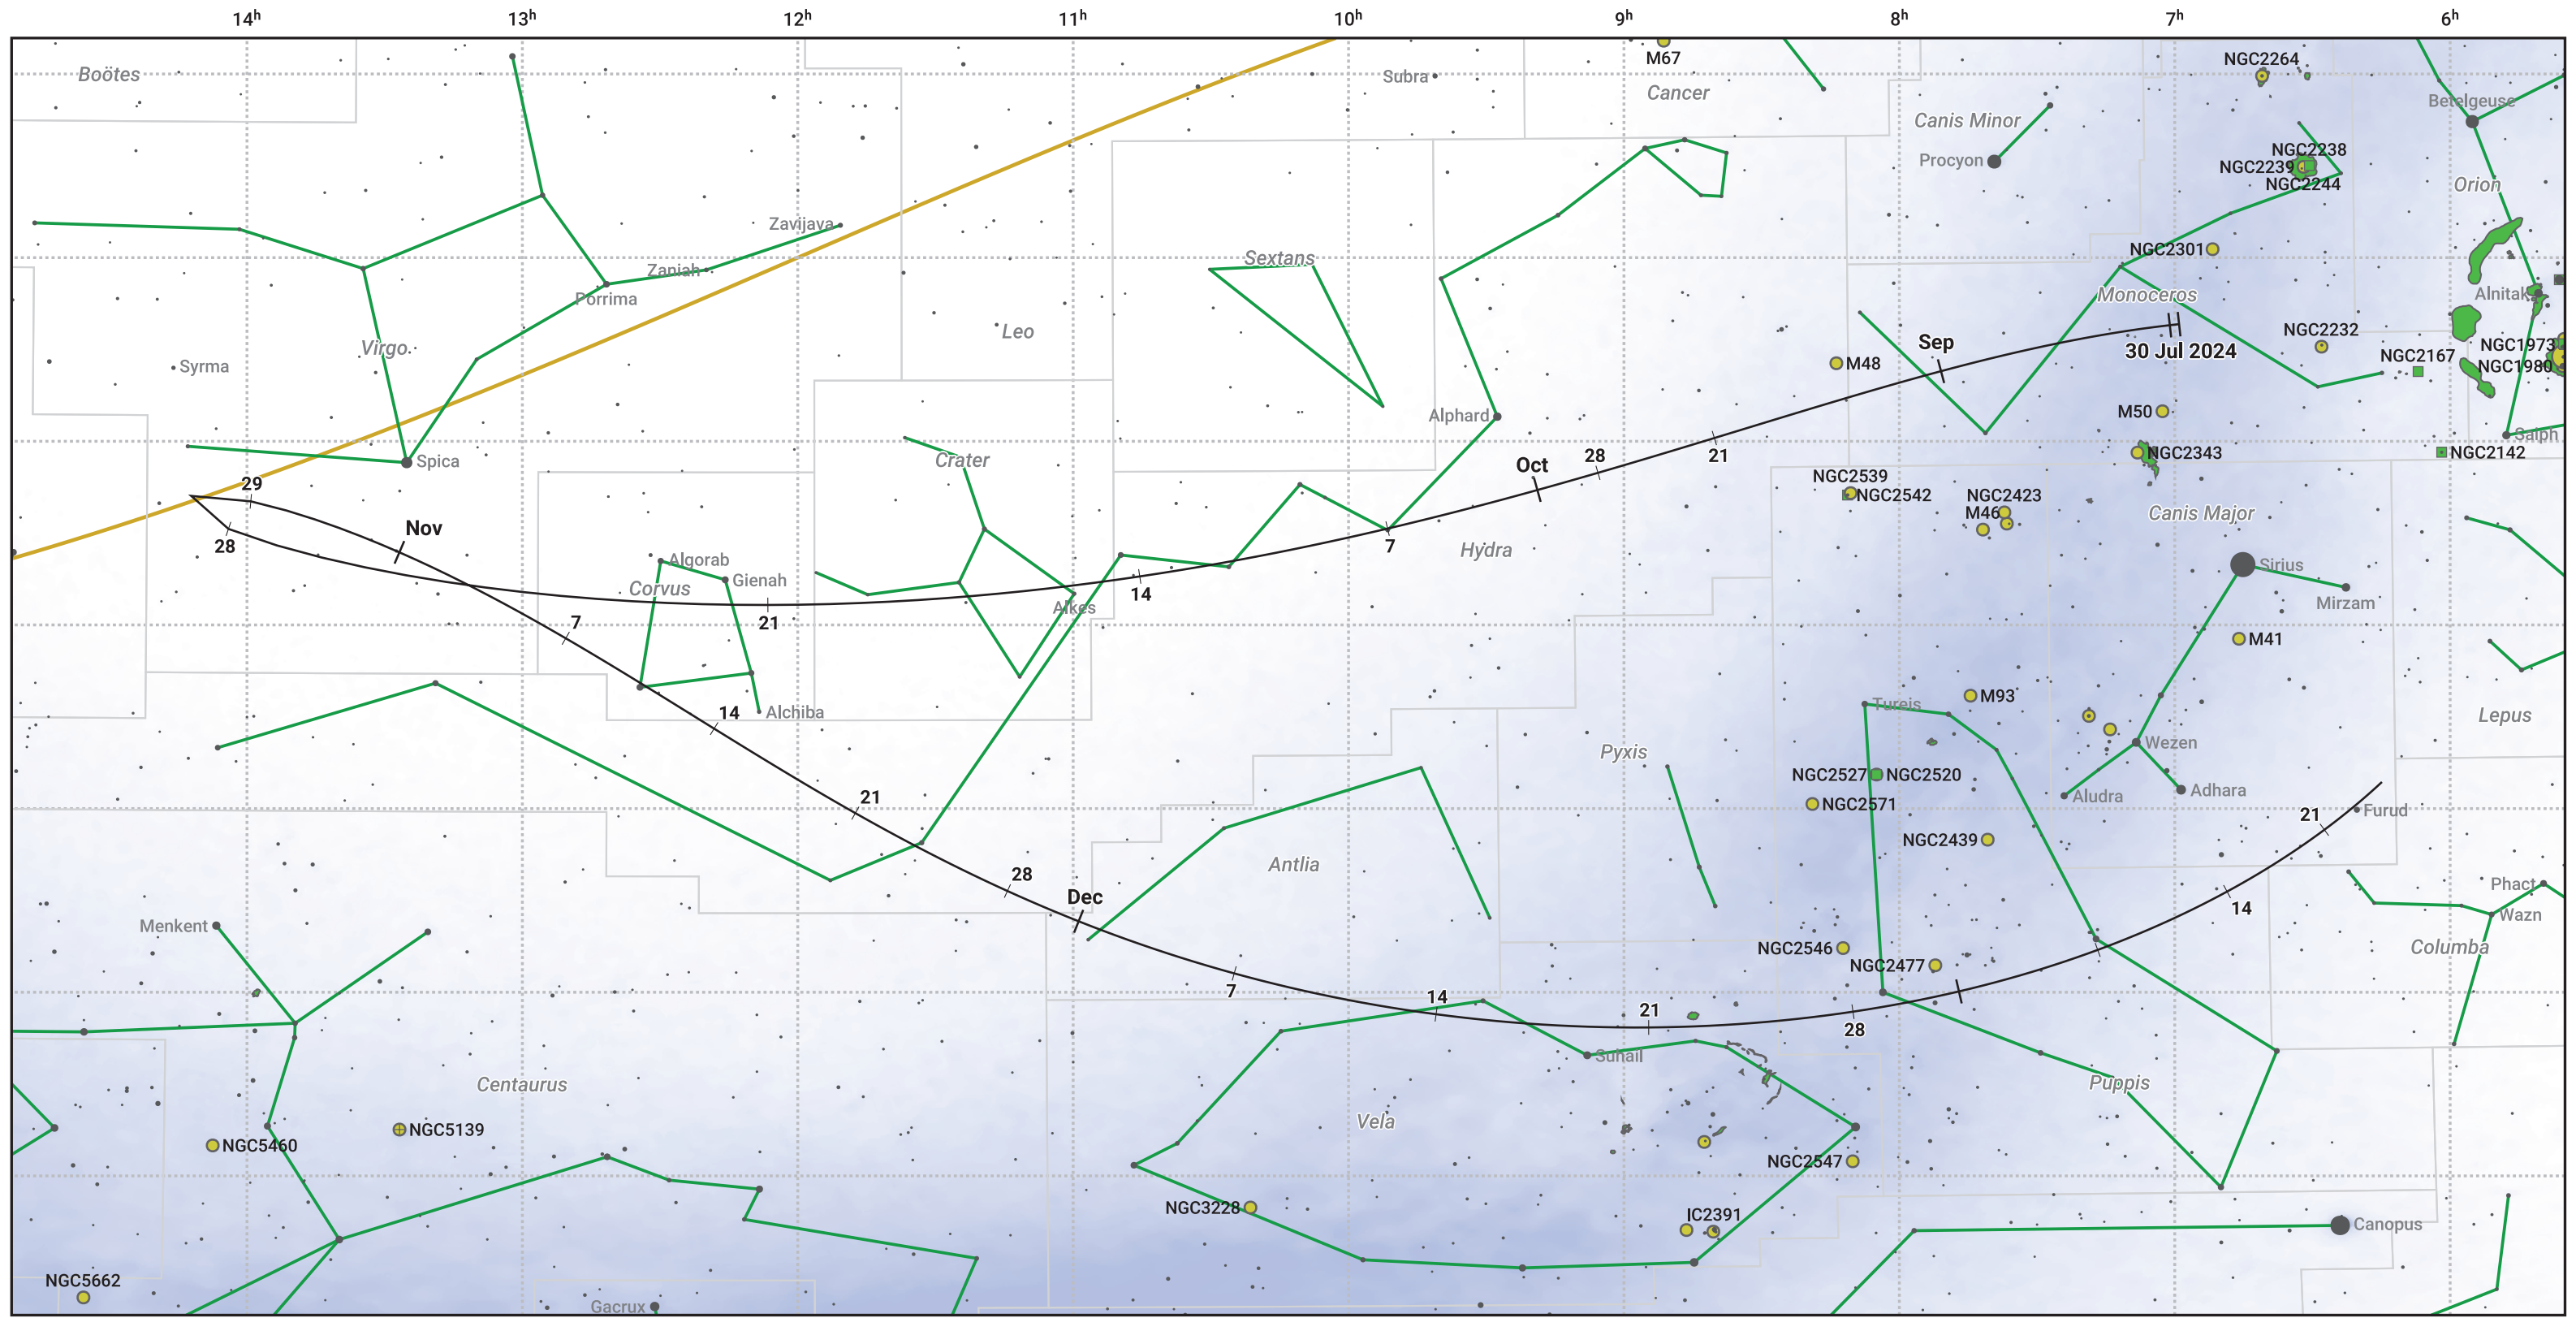 14h 13h 12h 11h 10h 9h 8h 7h 6h
Boötes
Subra
M67
Cancer
NGC2264
Betelgeuse
Canis Minor
Procyon
NGC2238
NGC2239
NGC2244
Orion
Zavijava
Zaniah
Porrima
Sextans
NGC2301
Monoceros
Alnitak
Leo
Virgo
Syrma
Sep
30 Jul 2024
NGC2232
NGC2167
NGC1973
NGC1980
M48
Alphard
M50
Saiph
Spica
Crater
Oct
28
21
NGC2343
NGC2142
29
NGC2539
NGC2542
NGC2423
M46
Canis Major
Nov
28
7
Hydra
Algorab
Gienah
Corvus
Sirius
Mirzam
14
Alkes
21
7
M41
14
Alchiba
Tureis
M93
Lepus
Wezen
Pyxis
NGC2527
NGC2520
21
NGC2571
Aludra
Adhara
21
Furud
NGC2439
Antlia
28
Dec
Phact
14
Wazn
Menkent
NGC2546
NGC2477
Columba
7
14
21
28
Suhail
Centaurus
Puppis
Vela
NGC5139
NGC5460
NGC2547
NGC3228
IC2391
Canopus
NGC5662
Gacrux